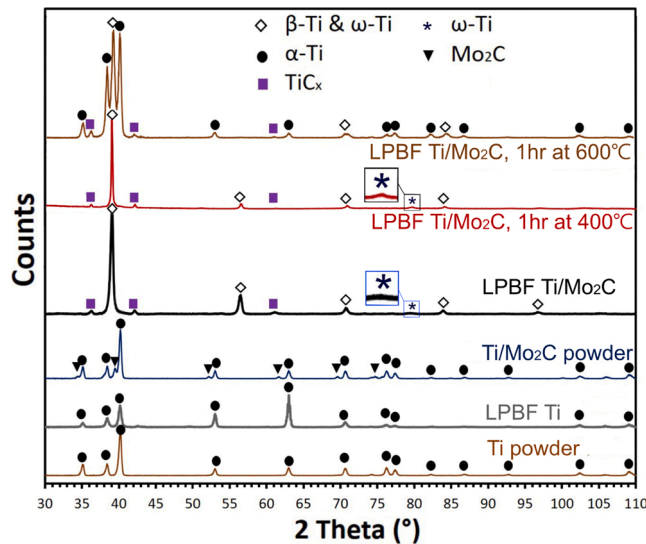 β-Ti & ω-Ti
ω-Ti
α-Ti
Mo₂C
TiCₓ
LPBF Ti/Mo₂C, 1hr at 600℃
LPBF Ti/Mo₂C, 1hr at 400℃
LPBF Ti/Mo₂C
Ti/Mo₂C powder
LPBF Ti
Ti powder
Counts
30 35 40 45 50 55 60 65 70 75 80 85 90 95 100 105 110
2 Theta (°)